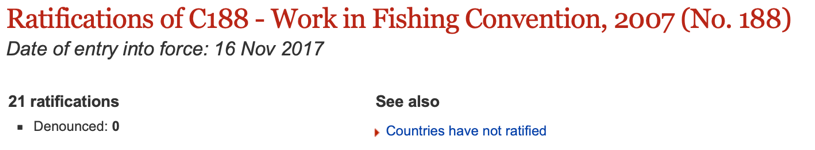 Ratifications of C188 - Work in Fishing Convention, 2007 (No. 188)
Date of entry into force: 16 Nov 2017
21 ratifications
Denounced: 0
See also
Countries have not ratified